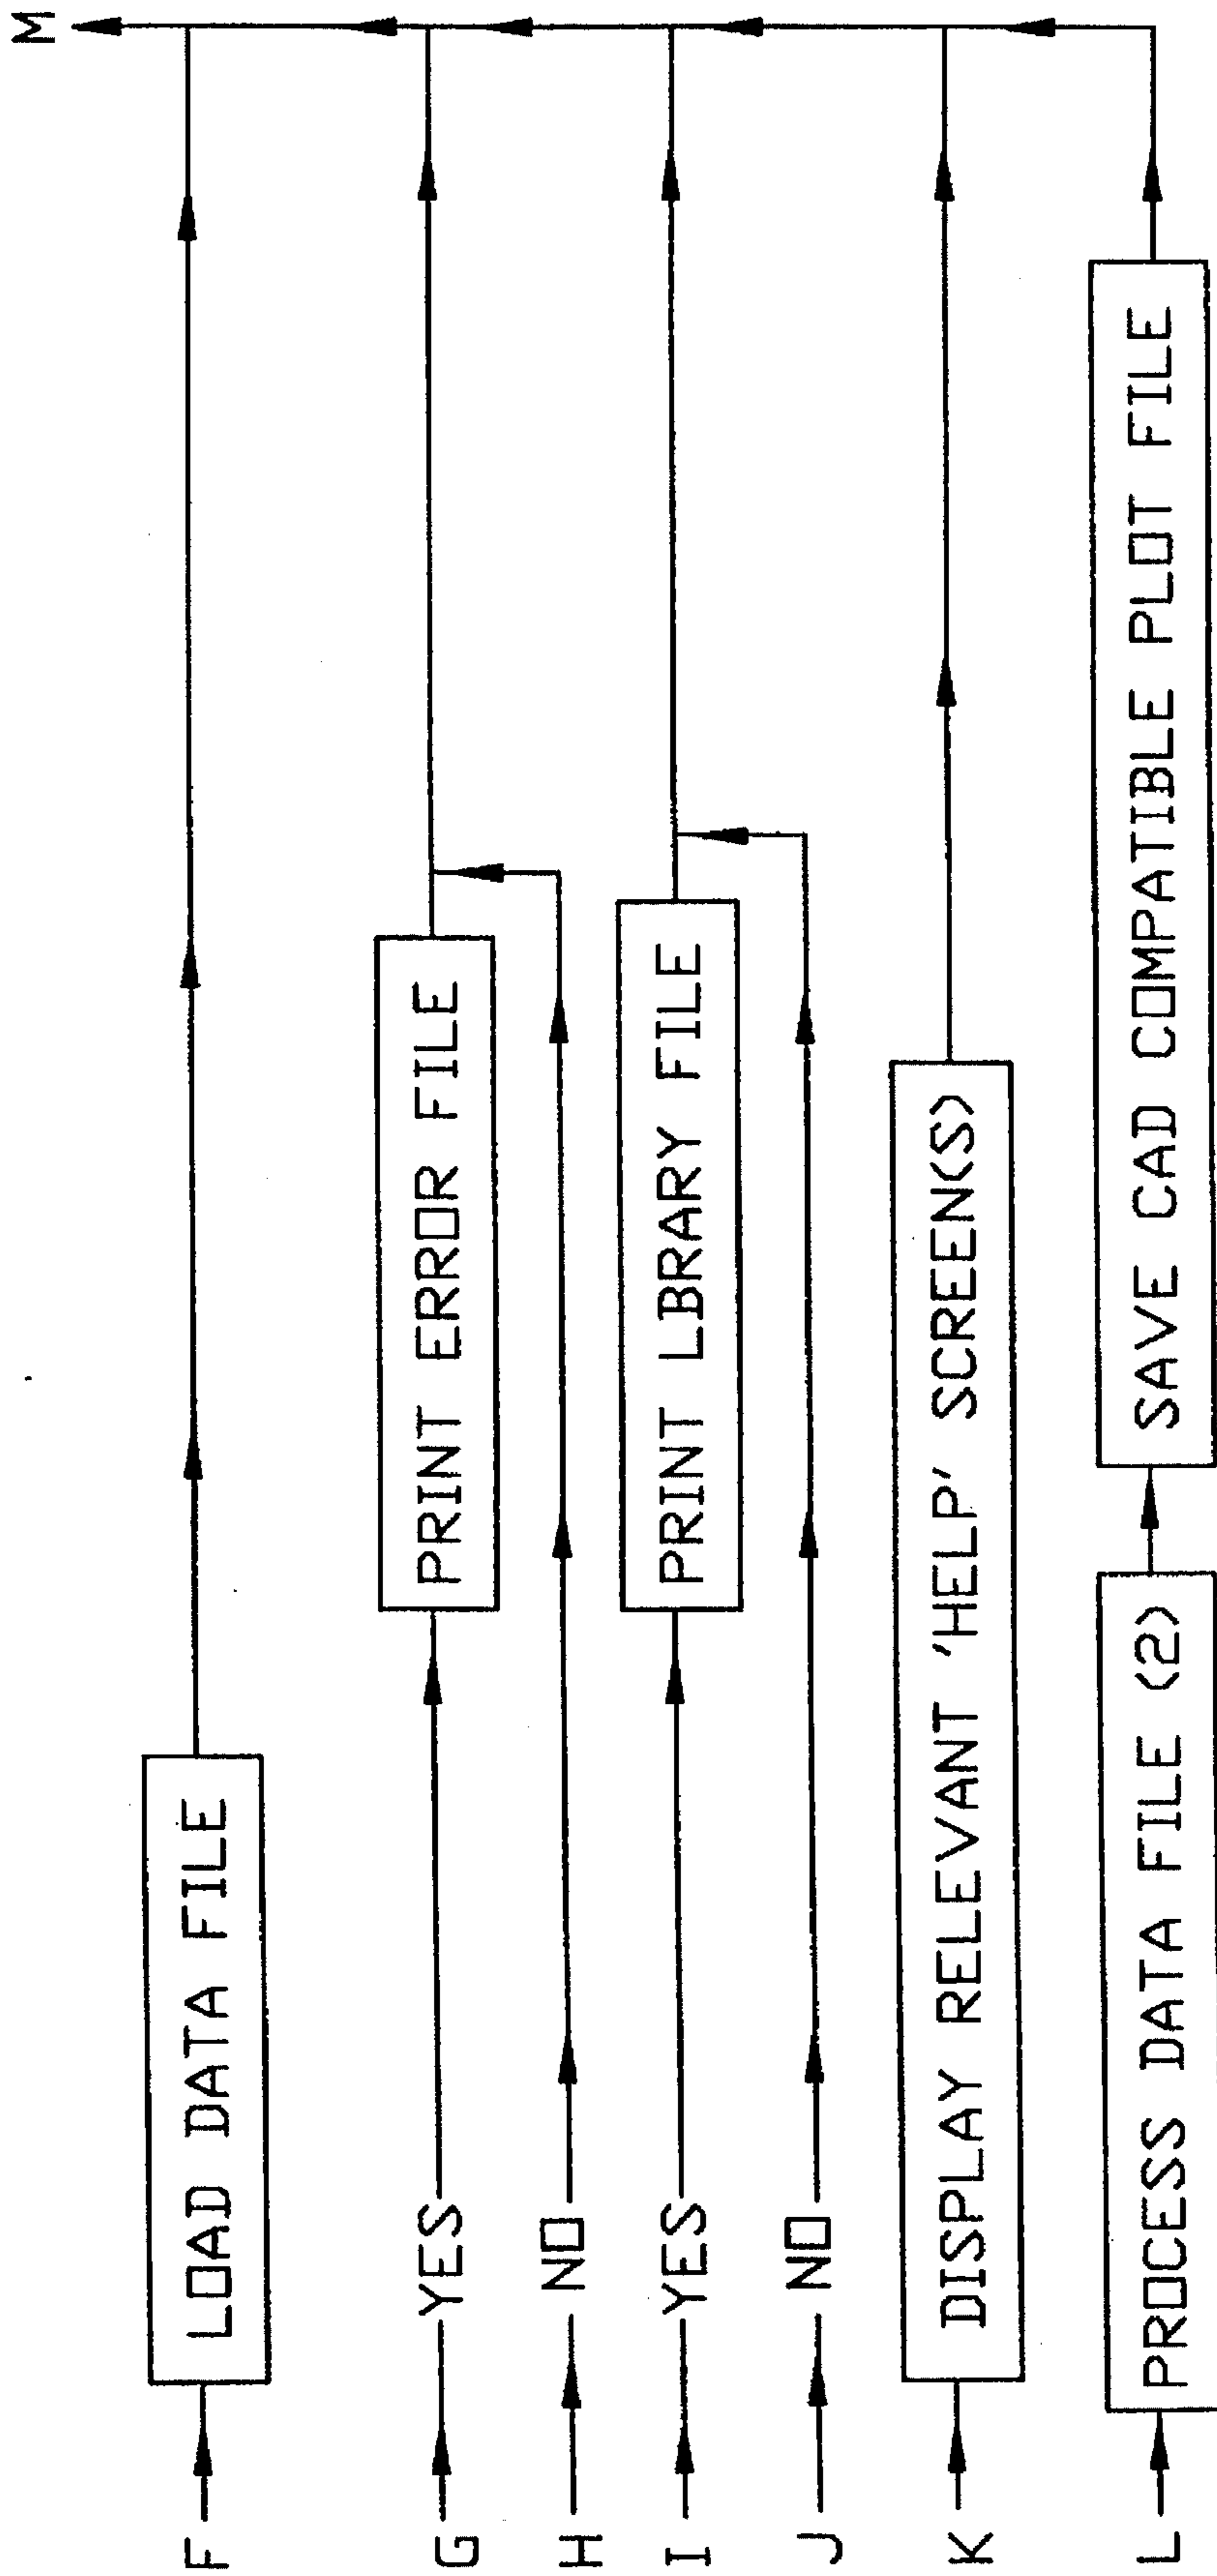 M
F
LOAD DATA FILE
G
YES
PRINT ERROR FILE
H
NO
I
YES
PRINT LIBRARY FILE
J
NO
K
DISPLAY RELEVANT 'HELP' SCREEN(S)
L
PROCESS DATA FILE (2)
SAVE CAD COMPATIBLE PLOT FILE